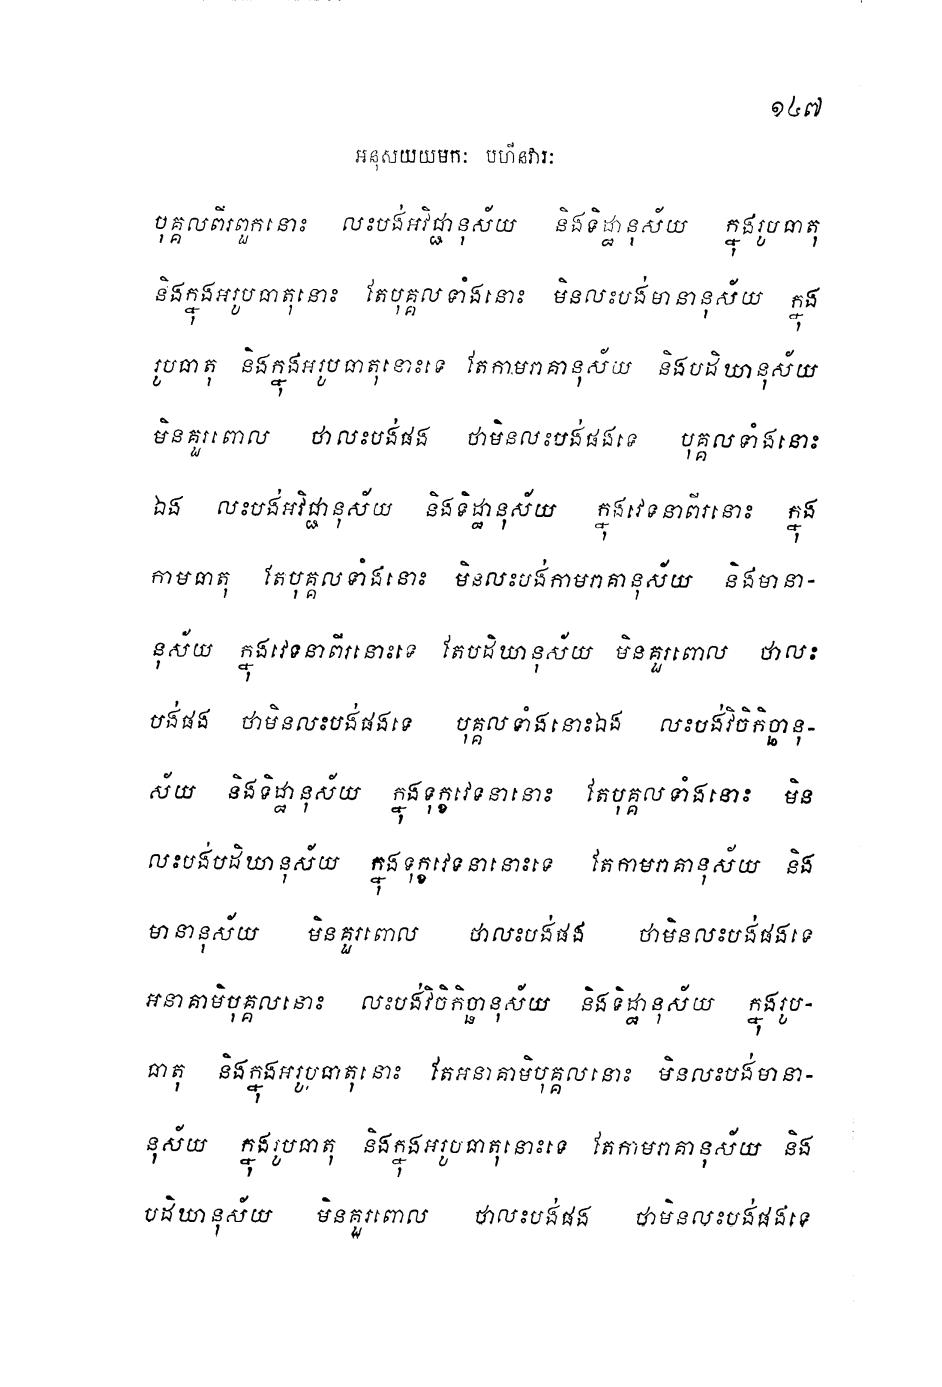 ១៤៧
អនុសយយមកៈ បហីនវារៈ
បុគ្គលពីរពួកនោះ លះបង់អវិជ្ជានុស័យ និងទិដ្ឋានុស័យ ក្នុងរូបធាតុ
និងក្នុងអរូបធាតុនោះ តែបុគ្គលទាំងនោះ មិនលះបង់មានានុស័យ ក្នុង
រូបធាតុ និងក្នុងអរូបធាតុនោះទេ តែកាមរាគានុស័យ និងបដិឃានុស័យ
មិនគួរពោល ថាលះបង់ផង ថាមិនលះបង់ផងទេ បុគ្គលទាំងនោះ
ឯង លះបង់អវិជ្ជានុស័យ និងទិដ្ឋានុស័យ ក្នុងវេទនាពីរនោះ ក្នុង
កាមធាតុ តែបុគ្គលទាំងនោះ មិនលះបង់កាមរាគានុស័យ និងមានា-
នុស័យ ក្នុងវេទនាពីរនោះទេ តែបដិឃានុស័យ មិនគួរពោល ថាលះ
បង់ផង ថាមិនលះបង់ផងទេ បុគ្គលទាំងនោះឯង លះបង់វិចិកិច្ឆានុ-
ស័យ និងទិដ្ឋានុស័យ ក្នុងទុក្ខវេទនានោះ តែបុគ្គលទាំងនោះ មិន
លះបង់បដិឃានុស័យ ក្នុងទុក្ខវេទនានោះទេ តែកាមរាគានុស័យ និង
មានានុស័យ មិនគួរពោល ថាលះបង់ផង ថាមិនលះបង់ផងទេ
អនាគាមិបុគ្គលនោះ លះបង់វិចិកិច្ឆានុស័យ និងទិដ្ឋានុស័យ ក្នុងរូប-
ធាតុ និងក្នុងអរូបធាតុនោះ តែអនាគាមិបុគ្គលនោះ មិនលះបង់មានា-
នុស័យ ក្នុងរូបធាតុ និងក្នុងអរូបធាតុនោះទេ តែកាមរាគានុស័យ និង
បដិឃានុស័យ មិនគួរពោល ថាលះបង់ផង ថាមិនលះបង់ផងទេ